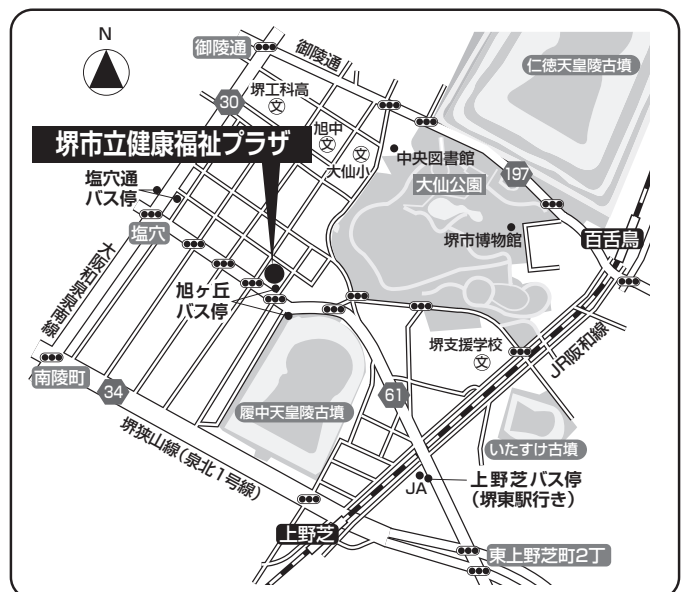 N
御陵通
御陵通
仁徳天皇陵古墳
堺工科高
文
30
旭中
文
文
大仙小
中央図書館
大仙公園
197
堺市立健康福祉プラザ
塩穴通
バス停
塩穴
堺市博物館
百舌鳥
大阪和泉泉南線
旭ヶ丘
バス停
堺支援学校
文
JR阪和線
南陵町
34
61
履中天皇陵古墳
いたすけ古墳
堺狭山線(泉北1号線)
JA
上野芝バス停
(堺東駅行き)
上野芝
東上野芝町2丁